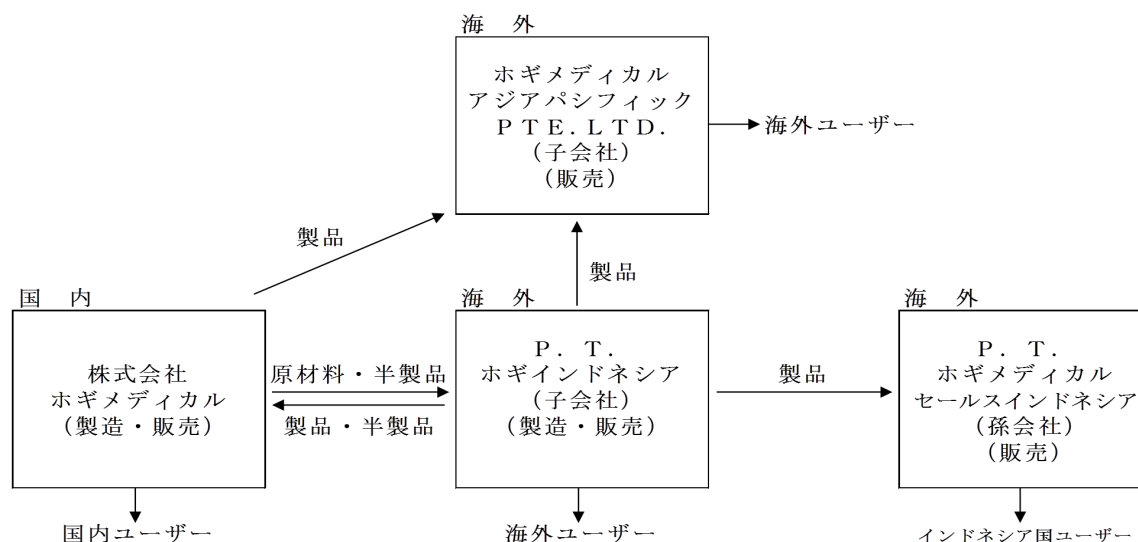 海 外
ホギメディカル
アジアパシフィック
ＰＴＥ.ＬＴＤ.
(子会社)
(販売)
海外ユーザー
製品
製品
国 内
株式会社
ホギメディカル
(製造・販売)
原材料・半製品
製品・半製品
海 外
Ｐ．Ｔ．
ホギインドネシア
(子会社)
(製造・販売)
製品
海 外
Ｐ．Ｔ．
ホギメディカル
セールスインドネシア
(孫会社)
(販売)
国内ユーザー
海外ユーザー
インドネシア国ユーザー